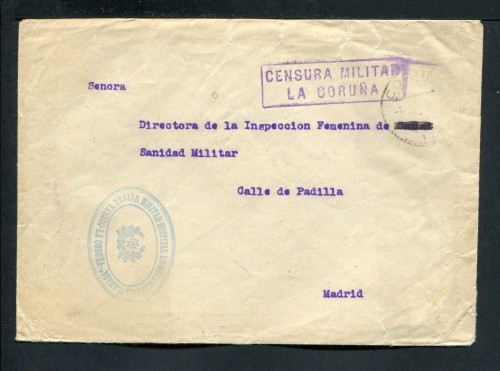 CENSURA MILITAR
LA CORUÑA
Senora
Directora de la Inspeccion Femenina de
Sanidad Militar
Calle de Padilla
Madrid